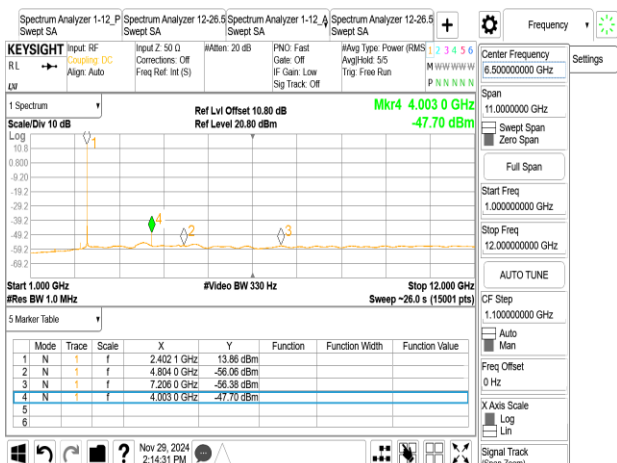 Spectrum Analyzer 1-12_P
Swept SA
Spectrum Analyzer 12-26.5
Swept SA
Spectrum Analyzer 1-12_A
Swept SA
Spectrum Analyzer 12-26.5
Swept SA
+
Frequency
KEYSIGHT
RL
Input: RF
Coupling: DC
Align: Auto
Input Z: 50 Ω
Corrections: Off
Freq Ref: Int (S)
#Atten: 20 dB
PNO: Fast
Gate: Off
IF Gain: Low
Sig Track: Off
#Avg Type: Power (RMS
Avg|Hold: 5/5
Trig: Free Run
1 2 3 4 5 6
M W W W W W
P N N N N N
Center Frequency
6.500000000 GHz
Settings
Span
11.0000000 GHz
Swept Span
Zero Span
Full Span
Start Freq
1.000000000 GHz
Stop Freq
12.000000000 GHz
AUTO TUNE
CF Step
1.100000000 GHz
Auto
Man
Freq Offset
0 Hz
X Axis Scale
Log
Lin
Signal Track
(Span Zoom)
1 Spectrum
Scale/Div 10 dB
Ref Lvl Offset 10.80 dB
Ref Level 20.80 dBm
Mkr4 4.003 0 GHz
-47.70 dBm
Log
10.8
0.800
-9.20
-19.2
-29.2
-39.2
-49.2
-59.2
-69.2
1
4
2
3
Start 1.000 GHz
#Res BW 1.0 MHz
#Video BW 330 Hz
Stop 12.000 GHz
Sweep ~26.0 s (15001 pts)
5 Marker Table
Mode Trace Scale X Y Function Function Width Function Value
1 N 1 f 2.402 1 GHz 13.86 dBm
2 N 1 f 4.804 0 GHz -56.06 dBm
3 N 1 f 7.206 0 GHz -56.38 dBm
4 N 1 f 4.003 0 GHz -47.70 dBm
5
6
?
Nov 29, 2024
2:14:31 PM